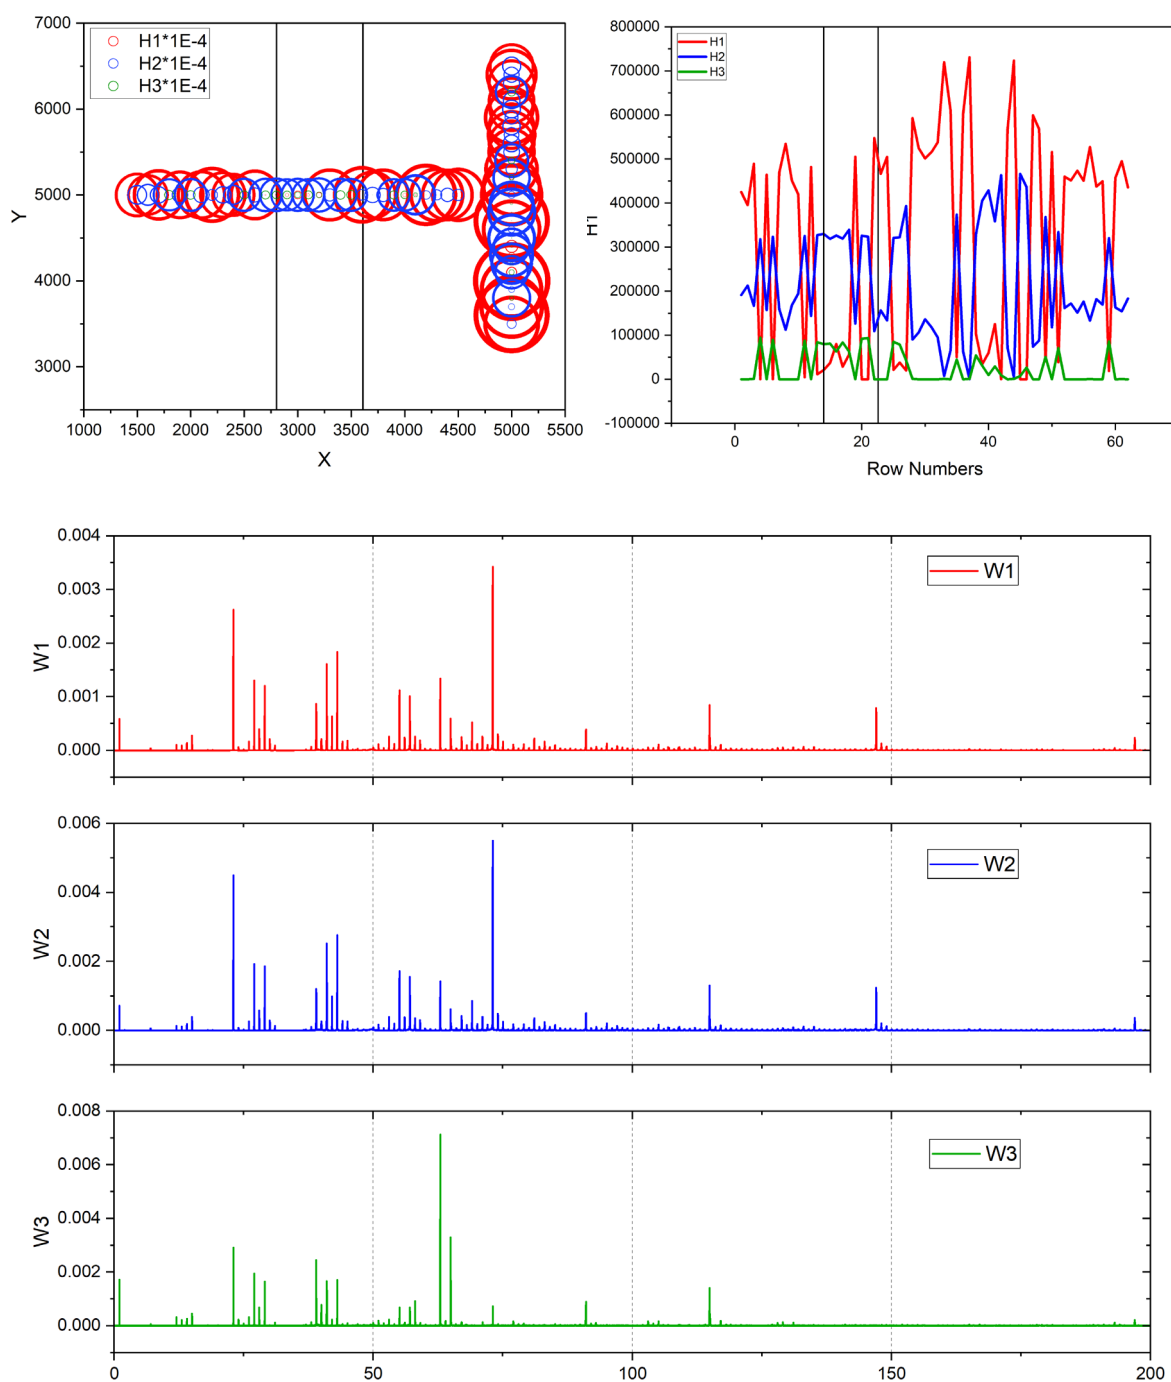 7000
6000
5000
4000
3000
Y
H1*1E-4
H2*1E-4
H3*1E-4
1000 1500 2000 2500 3000 3500 4000 4500 5000 5500
X
800000
700000
600000
500000
400000
300000
200000
100000
0
-100000
H1
H1
H2
H3
0 20 40 60
Row Numbers
0.004
0.003
0.002
0.001
0.000
W1
W1
0.006
0.004
0.002
0.000
W2
W2
0.008
0.006
0.004
0.002
0.000
W3
W3
0 50 100 150 200